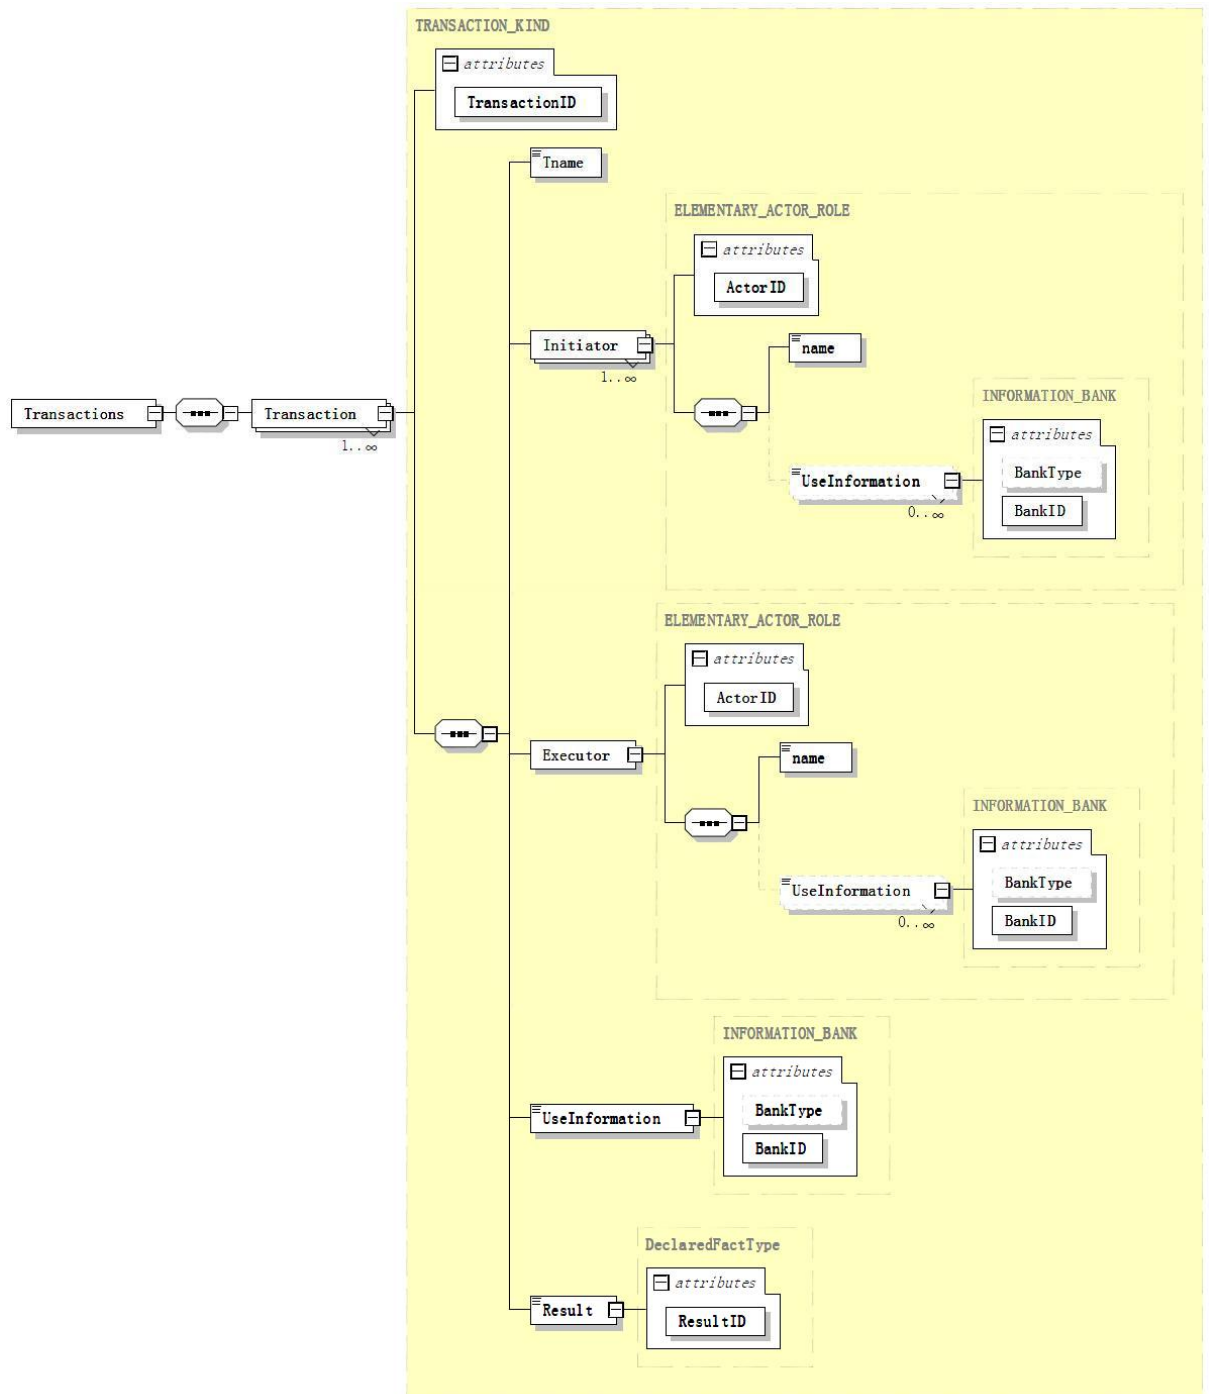 TRANSACTION_KIND
attributes
TransactionID
Tname
ELEMENTARY_ACTOR_ROLE
attributes
ActorID
Initiator
1..∞
name
INFORMATION_BANK
attributes
BankType
BankID
UseInformation
0..∞
Transactions
Transaction
1..∞
ELEMENTARY_ACTOR_ROLE
attributes
ActorID
Executor
name
INFORMATION_BANK
attributes
BankType
BankID
UseInformation
0..∞
INFORMATION_BANK
attributes
BankType
BankID
UseInformation
DeclaredFactType
attributes
ResultID
Result